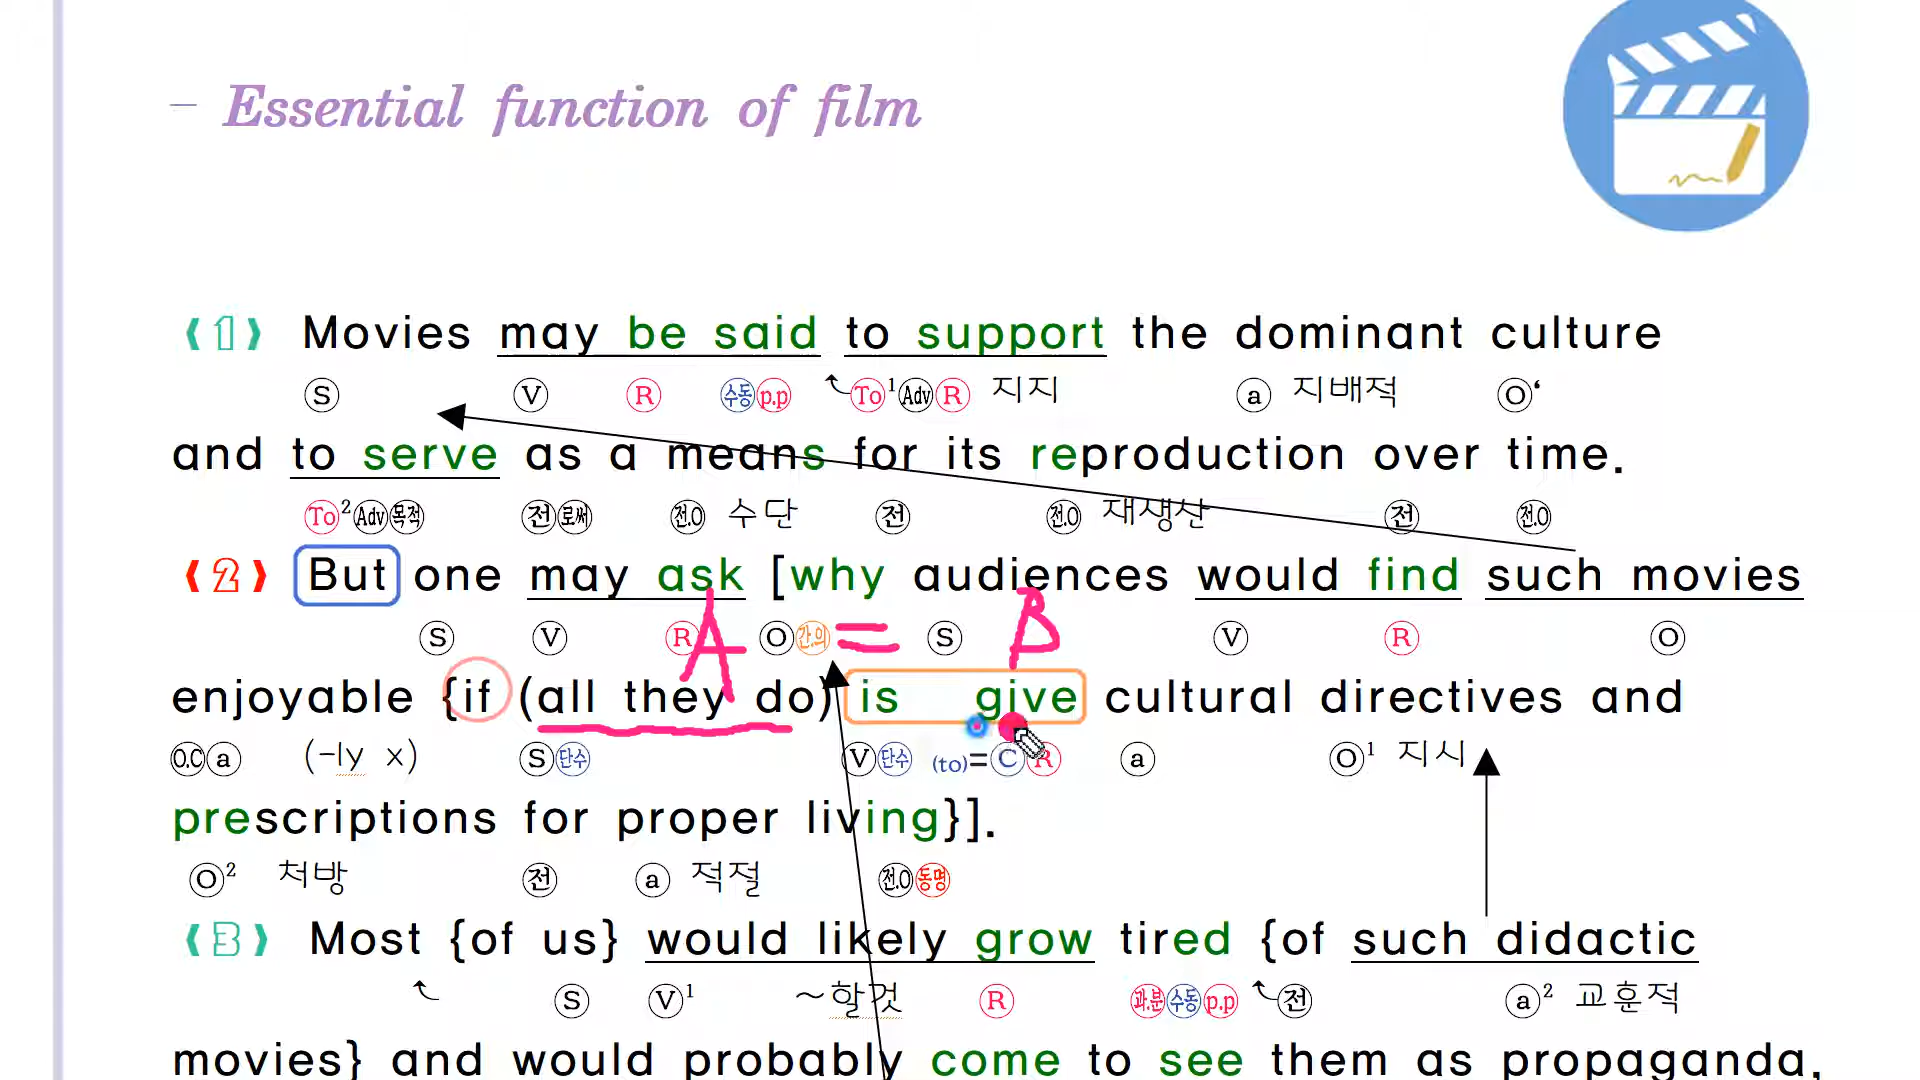 - Essential function of film
(1) Movies may be said to support the dominant culture
S V R 수동 p.p To¹ Adv R 지지 a 지배적 O‘
and to serve as a means for its reproduction over time.
To² Adv 목적 전 로써 전.O 수단 전 전.O 재생산 전 전.O
(2) But one may ask [why audiences would find such movies
S V R A O 간.의 = S B V R O
enjoyable {if (all they do) is give cultural directives and
O.C a (-ly x) S 단수 V 단수 (to)= C R a O¹ 지시
prescriptions for proper living}].
O² 처방 전 a 적절 전.O 동명
(3) Most {of us} would likely grow tired {of such didactic
S V¹ ~할것 R 과.분 수동 p.p 전 a² 교훈적
movies} and would probably come to see them as propaganda,